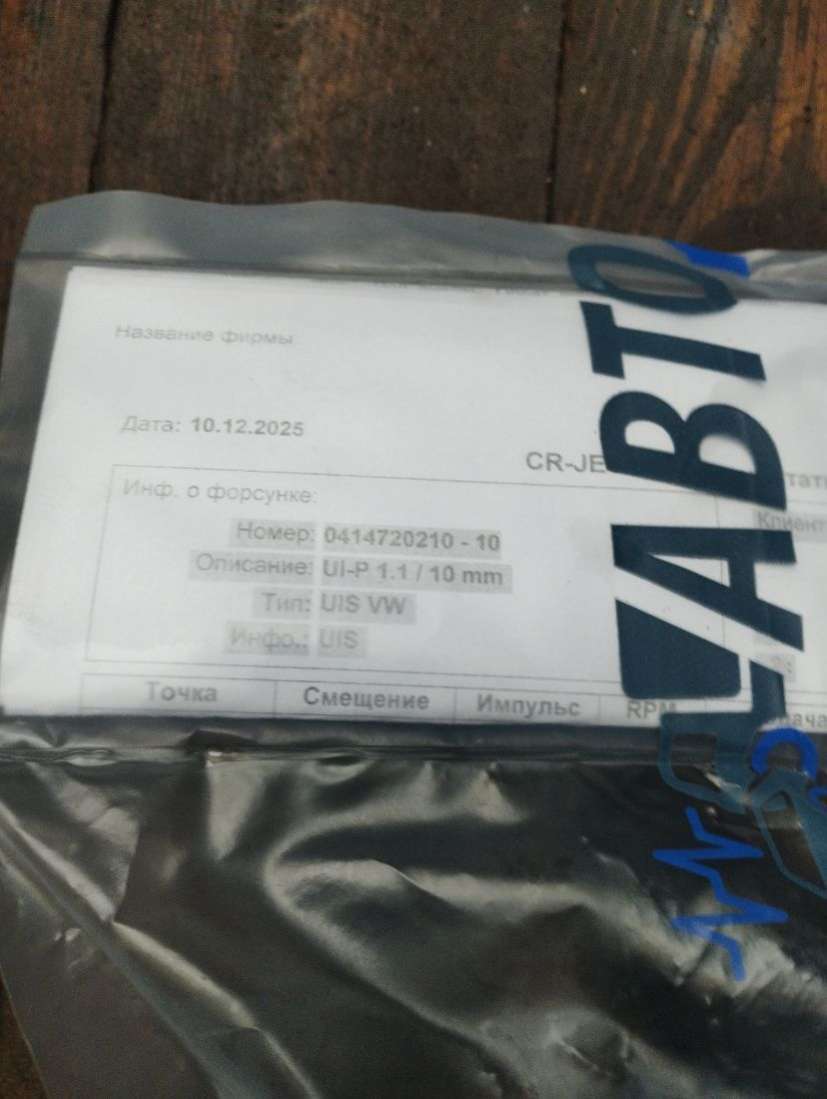 Название фирмы
Дата: 10.12.2025
CR-JE
Инф. о форсунке:
Номер: 0414720210 - 10
Описание: UI-P 1.1 / 10 mm
Тип: UIS VW
Инфо.: UIS
Клиент
Точка Смещение Импульс RPM
АВТО